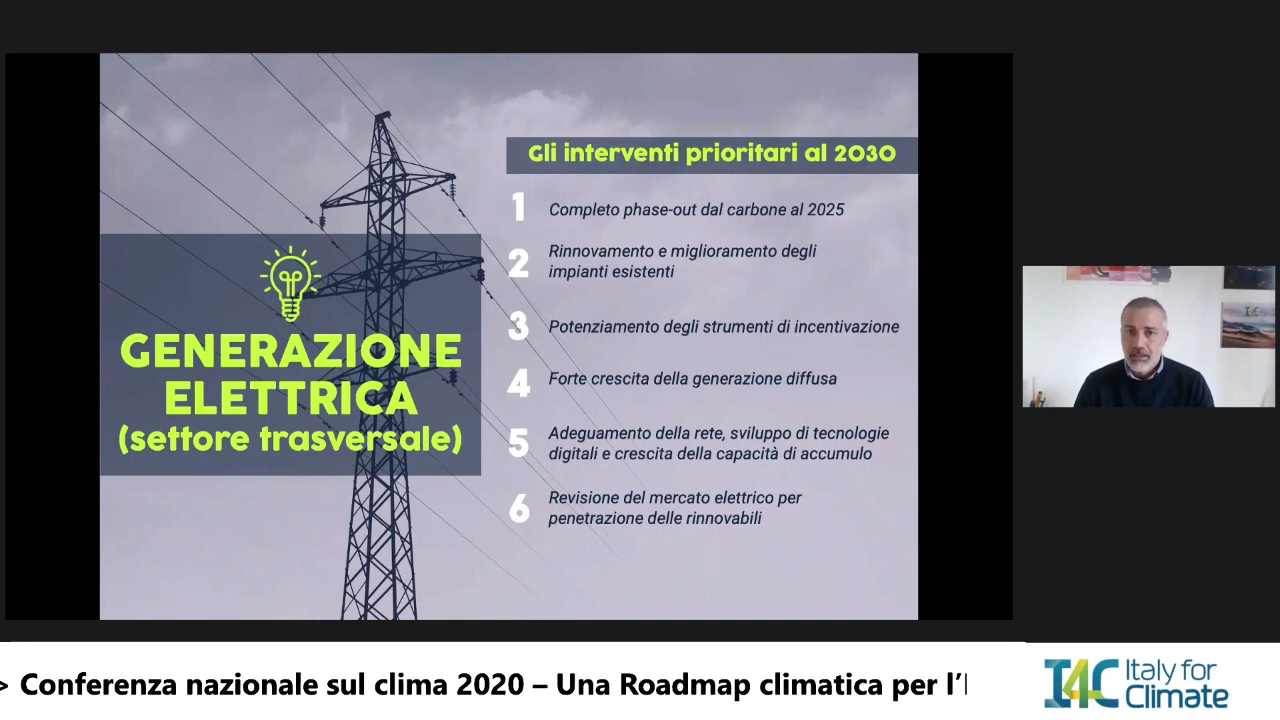 Gli interventi prioritari al 2030
1 Completo phase-out dal carbone al 2025
2 Rinnovamento e miglioramento degli
impianti esistenti
3 Potenziamento degli strumenti di incentivazione
4 Forte crescita della generazione diffusa
5 Adeguamento della rete, sviluppo di tecnologie
digitali e crescita della capacità di accumulo
6 Revisione del mercato elettrico per
penetrazione delle rinnovabili
GENERAZIONE
ELETTRICA
(settore trasversale)
> Conferenza nazionale sul clima 2020 – Una Roadmap climatica per l’
I4C Italy for
Climate